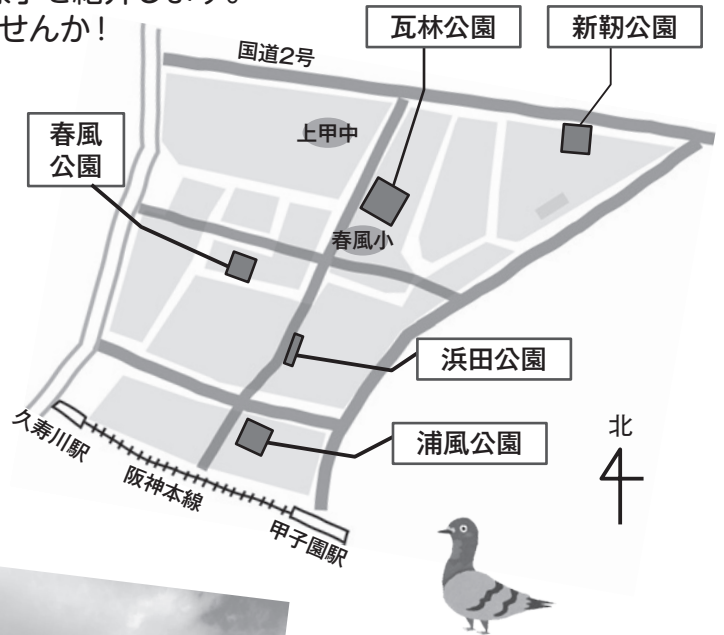 せんか！
国道2号
瓦林公園
新靭公園
春風
公園
上甲中
春風小
浜田公園
浦風公園
久寿川駅
阪神本線
甲子園駅
北